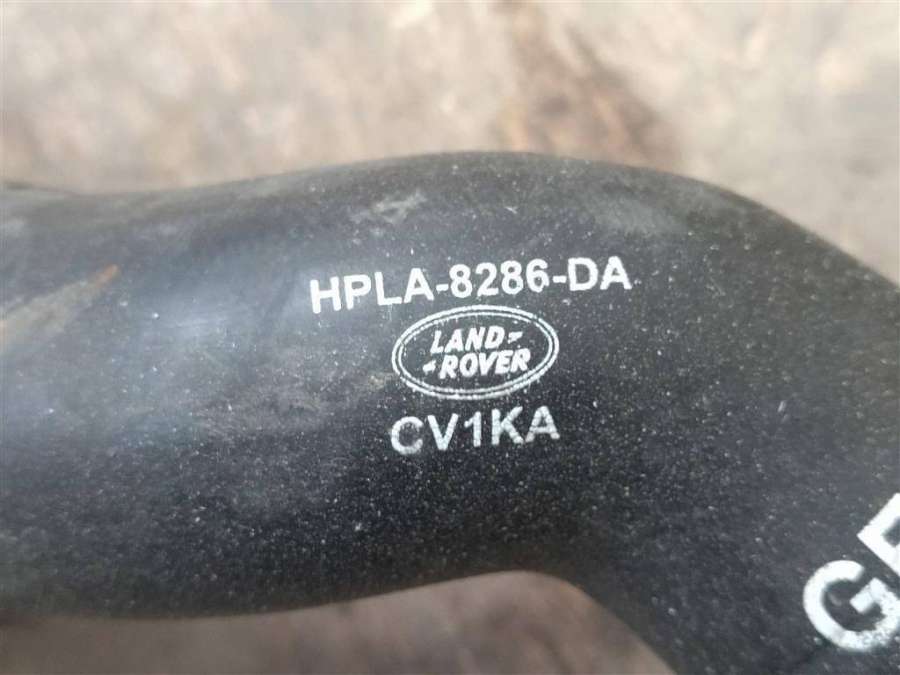 HPLA-8286-DA
LAND-
-ROVER
CV1KA